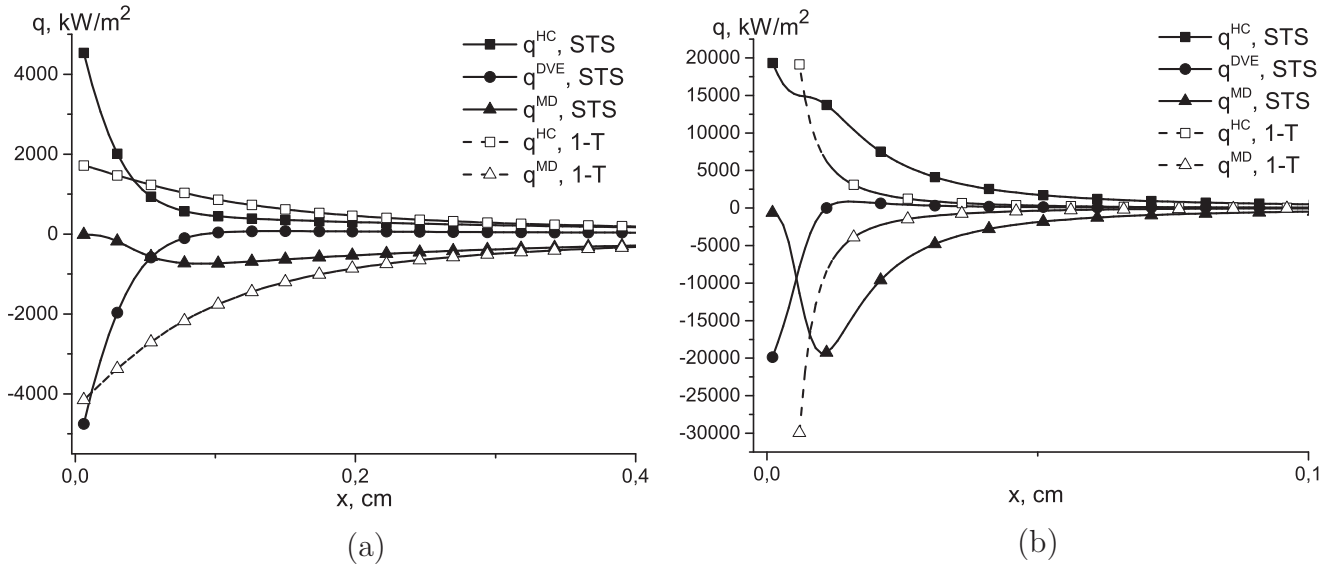 q, kW/m²
q^HC, STS
q^DVE, STS
q^MD, STS
q^HC, 1-T
q^MD, 1-T
4000
2000
0
-2000
-4000
0,0
0,2
0,4
x, cm
(a)
q, kW/m²
q^HC, STS
q^DVE, STS
q^MD, STS
q^HC, 1-T
q^MD, 1-T
20000
15000
10000
5000
0
-5000
-10000
-15000
-20000
-25000
-30000
0,0
0,1
x, cm
(b)